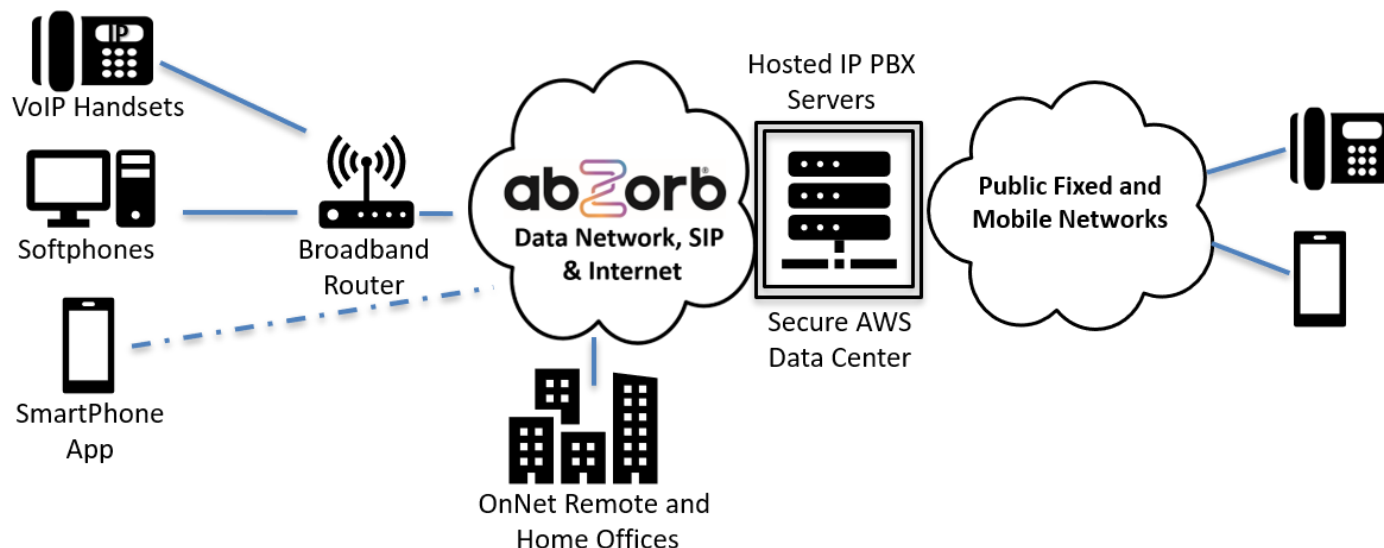 IP
VoIP Handsets
Softphones
SmartPhone
App
Broadband
Router
abZorb®
Data Network, SIP
& Internet
OnNet Remote and
Home Offices
Hosted IP PBX
Servers
Secure AWS
Data Center
Public Fixed and
Mobile Networks